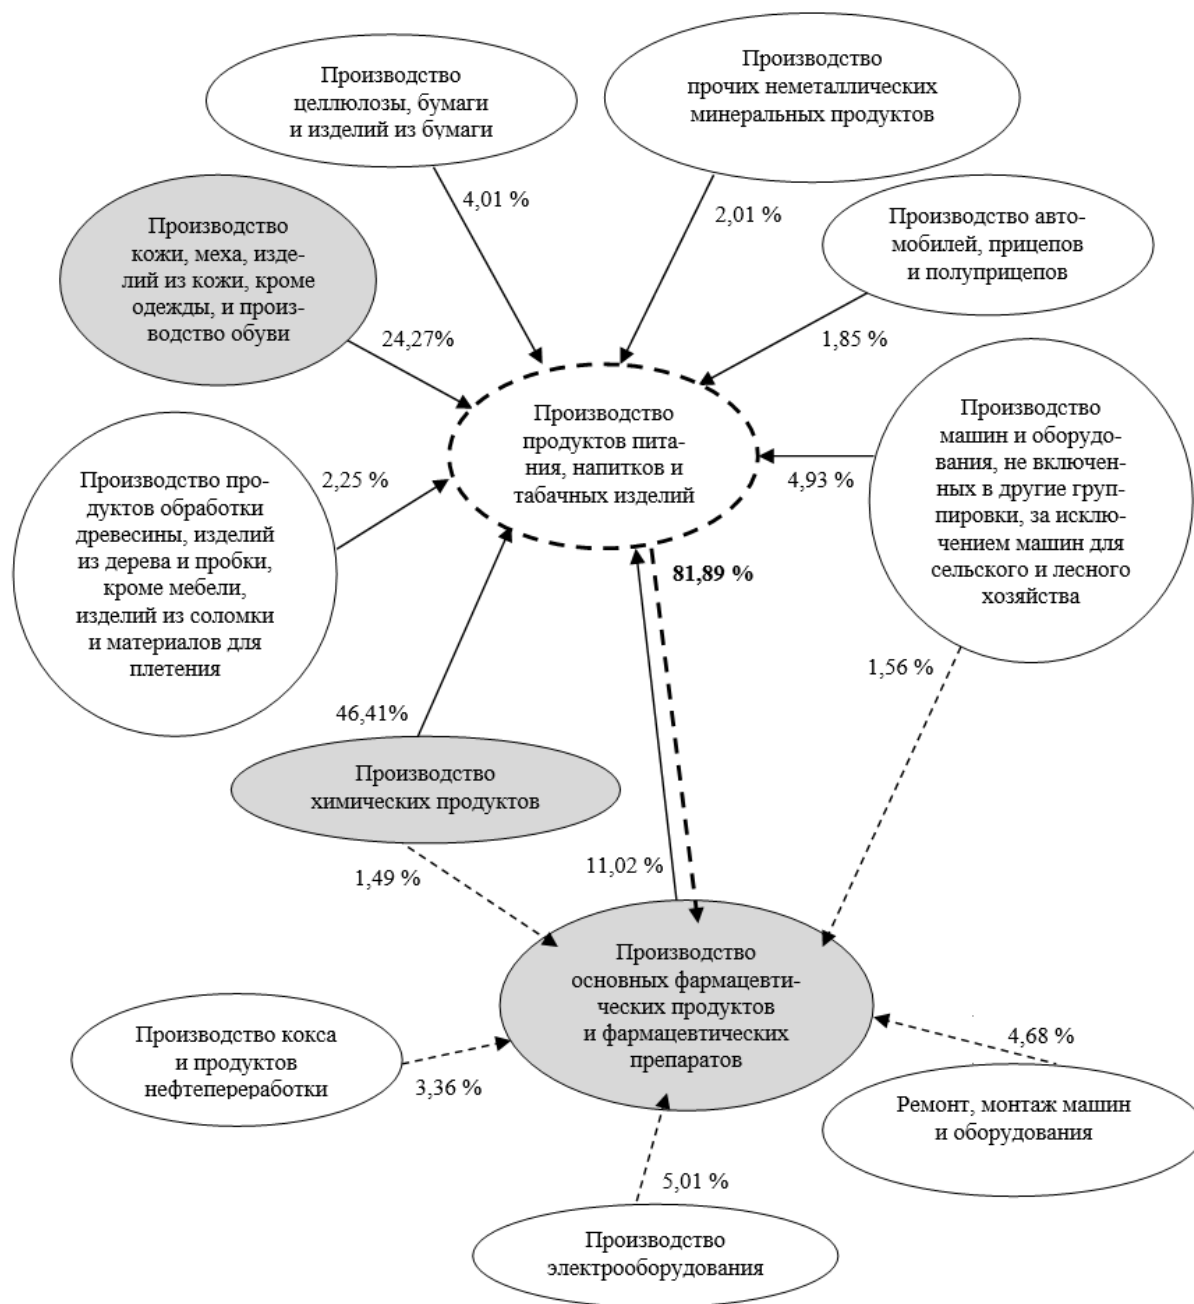 Производство
целлюлозы, бумаги
и изделий из бумаги
Производство
прочих неметаллических
минеральных продуктов
4,01 %
2,01 %
Производство
кожи, меха, изде-
лий из кожи, кроме
одежды, и произ-
водство обуви
Производство авто-
мобилей, прицепов
и полуприцепов
24,27%
1,85 %
Производство
продуктов пита-
ния, напитков и
табачных изделий
Производство
машин и оборудо-
вания, не включен-
ных в другие груп-
пировки, за исклю-
чением машин для
сельского и лесного
хозяйства
2,25 %
4,93 %
Производство про-
дуктов обработки
древесины, изделий
из дерева и пробки,
кроме мебели,
изделий из соломки
и материалов для
плетения
81,89 %
1,56 %
46,41%
Производство
химических продуктов
1,49 %
11,02 %
Производство
основных фармацевти-
ческих продуктов
и фармацевтических
препаратов
Производство кокса
и продуктов
нефтепереработки
3,36 %
4,68 %
Ремонт, монтаж машин
и оборудования
5,01 %
Производство
электрооборудования